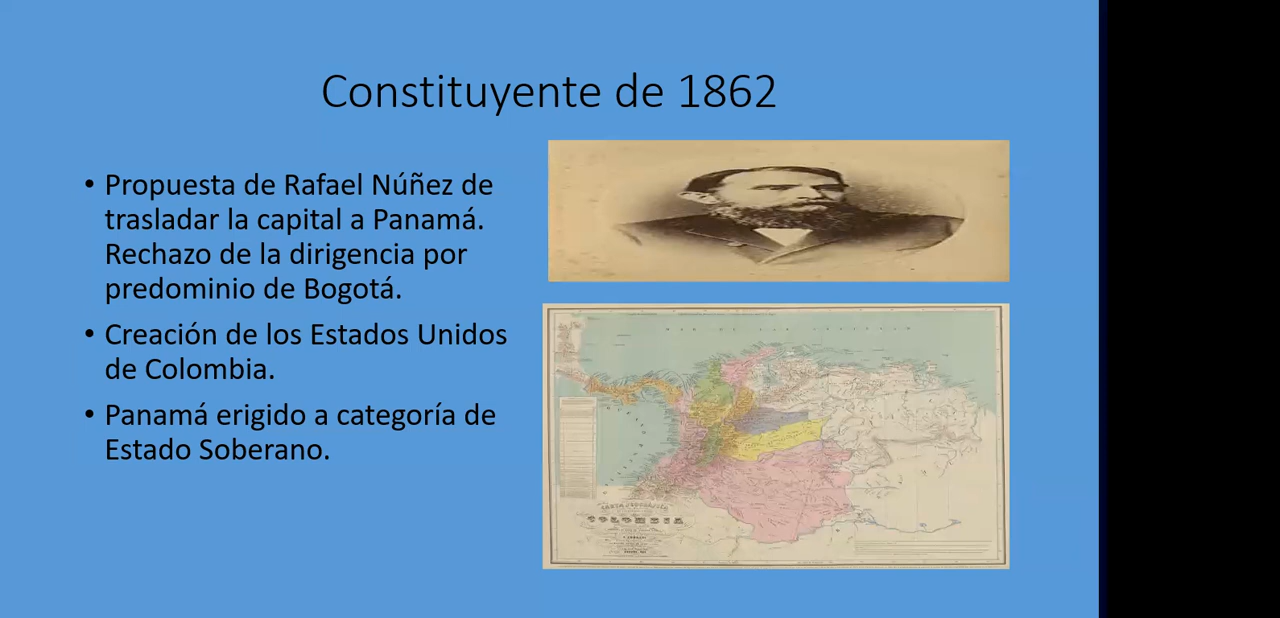 Constituyente de 1862
• Propuesta de Rafael Núñez de
trasladar la capital a Panamá.
Rechazo de la dirigencia por
predominio de Bogotá.
• Creación de los Estados Unidos
de Colombia.
• Panamá erigido a categoría de
Estado Soberano.
COLOMBIA